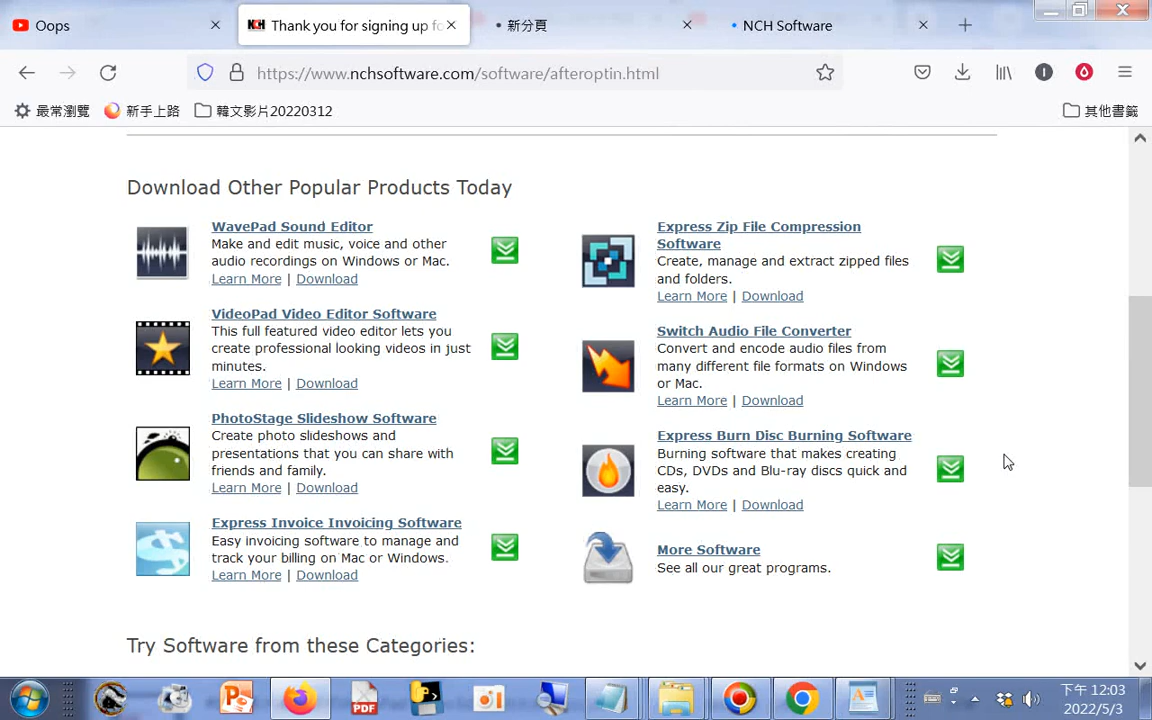 Oops
NCH
Thank you for signing up fo
新分頁
NCH Software
https://www.nchsoftware.com/software/afteroptin.html
最常瀏覽
新手上路
韓文影片20220312
其他書籤
Download Other Popular Products Today
WavePad Sound Editor
Make and edit music, voice and other
audio recordings on Windows or Mac.
Learn More | Download
VideoPad Video Editor Software
This full featured video editor lets you
create professional looking videos in just
minutes.
Learn More | Download
PhotoStage Slideshow Software
Create photo slideshows and
presentations that you can share with
friends and family.
Learn More | Download
Express Invoice Invoicing Software
Easy invoicing software to manage and
track your billing on Mac or Windows.
Learn More | Download
Express Zip File Compression
Software
Create, manage and extract zipped files
and folders.
Learn More | Download
Switch Audio File Converter
Convert and encode audio files from
many different file formats on Windows
or Mac.
Learn More | Download
Express Burn Disc Burning Software
Burning software that makes creating
CDs, DVDs and Blu-ray discs quick and
easy.
Learn More | Download
More Software
See all our great programs.
Try Software from these Categories:
PDF
下午 12:03
2022/5/3